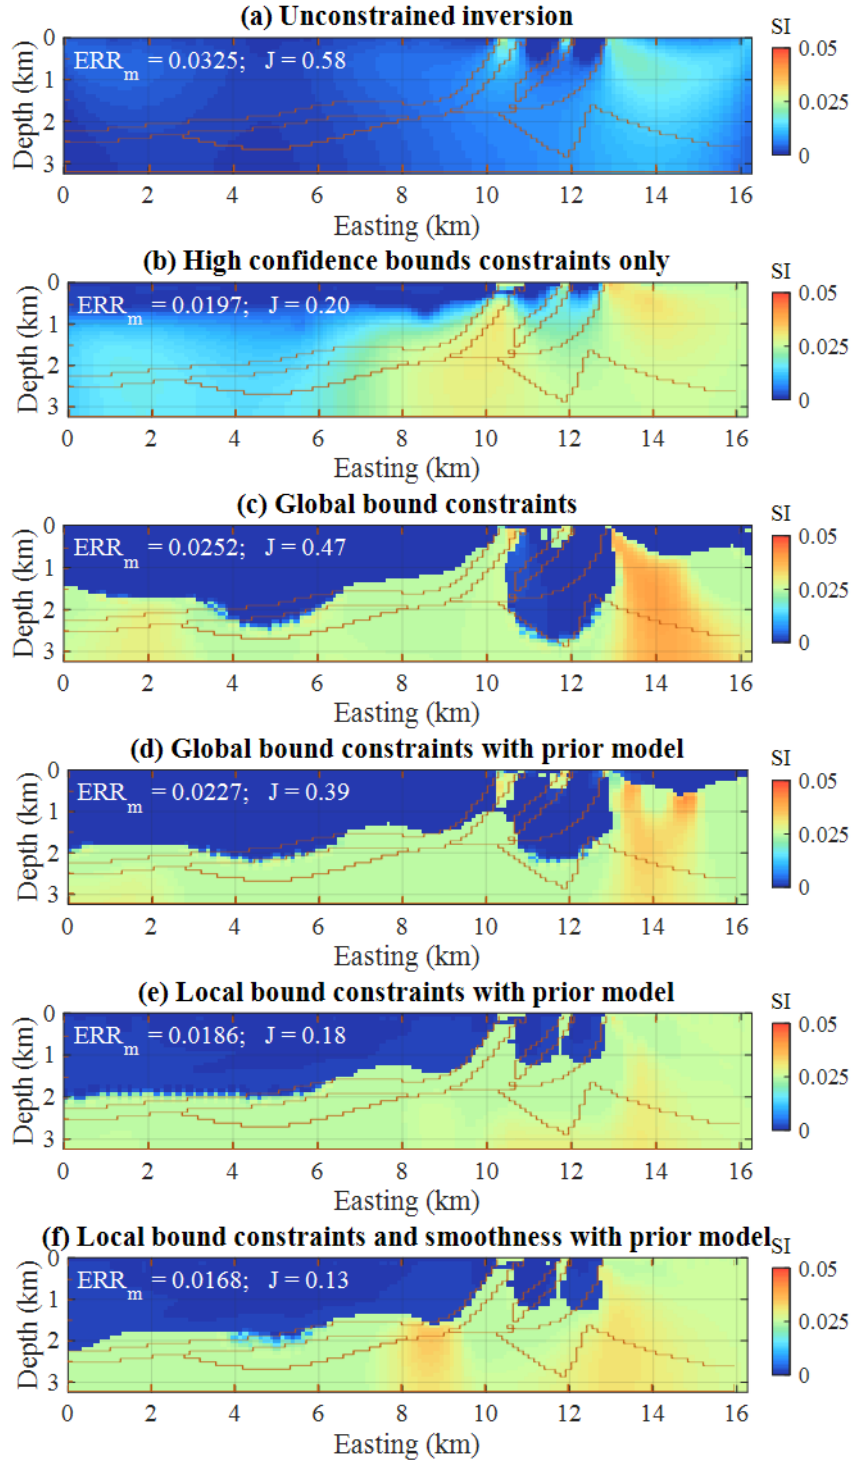 (a) Unconstrained inversion
SI
ERRm = 0.0325; J = 0.58
Depth (km)
0
1
2
3
0 2 4 6 8 10 12 14 16
Easting (km)
0.05
0.025
0
(b) High confidence bounds constraints only
SI
ERRm = 0.0197; J = 0.20
Depth (km)
0
1
2
3
0 2 4 6 8 10 12 14 16
Easting (km)
0.05
0.025
0
(c) Global bound constraints
SI
ERRm = 0.0252; J = 0.47
Depth (km)
0
1
2
3
0 2 4 6 8 10 12 14 16
Easting (km)
0.05
0.025
0
(d) Global bound constraints with prior model
SI
ERRm = 0.0227; J = 0.39
Depth (km)
0
1
2
3
0 2 4 6 8 10 12 14 16
Easting (km)
0.05
0.025
0
(e) Local bound constraints with prior model
SI
ERRm = 0.0186; J = 0.18
Depth (km)
0
1
2
3
0 2 4 6 8 10 12 14 16
Easting (km)
0.05
0.025
0
(f) Local bound constraints and smoothness with prior model
SI
ERRm = 0.0168; J = 0.13
Depth (km)
0
1
2
3
0 2 4 6 8 10 12 14 16
Easting (km)
0.05
0.025
0